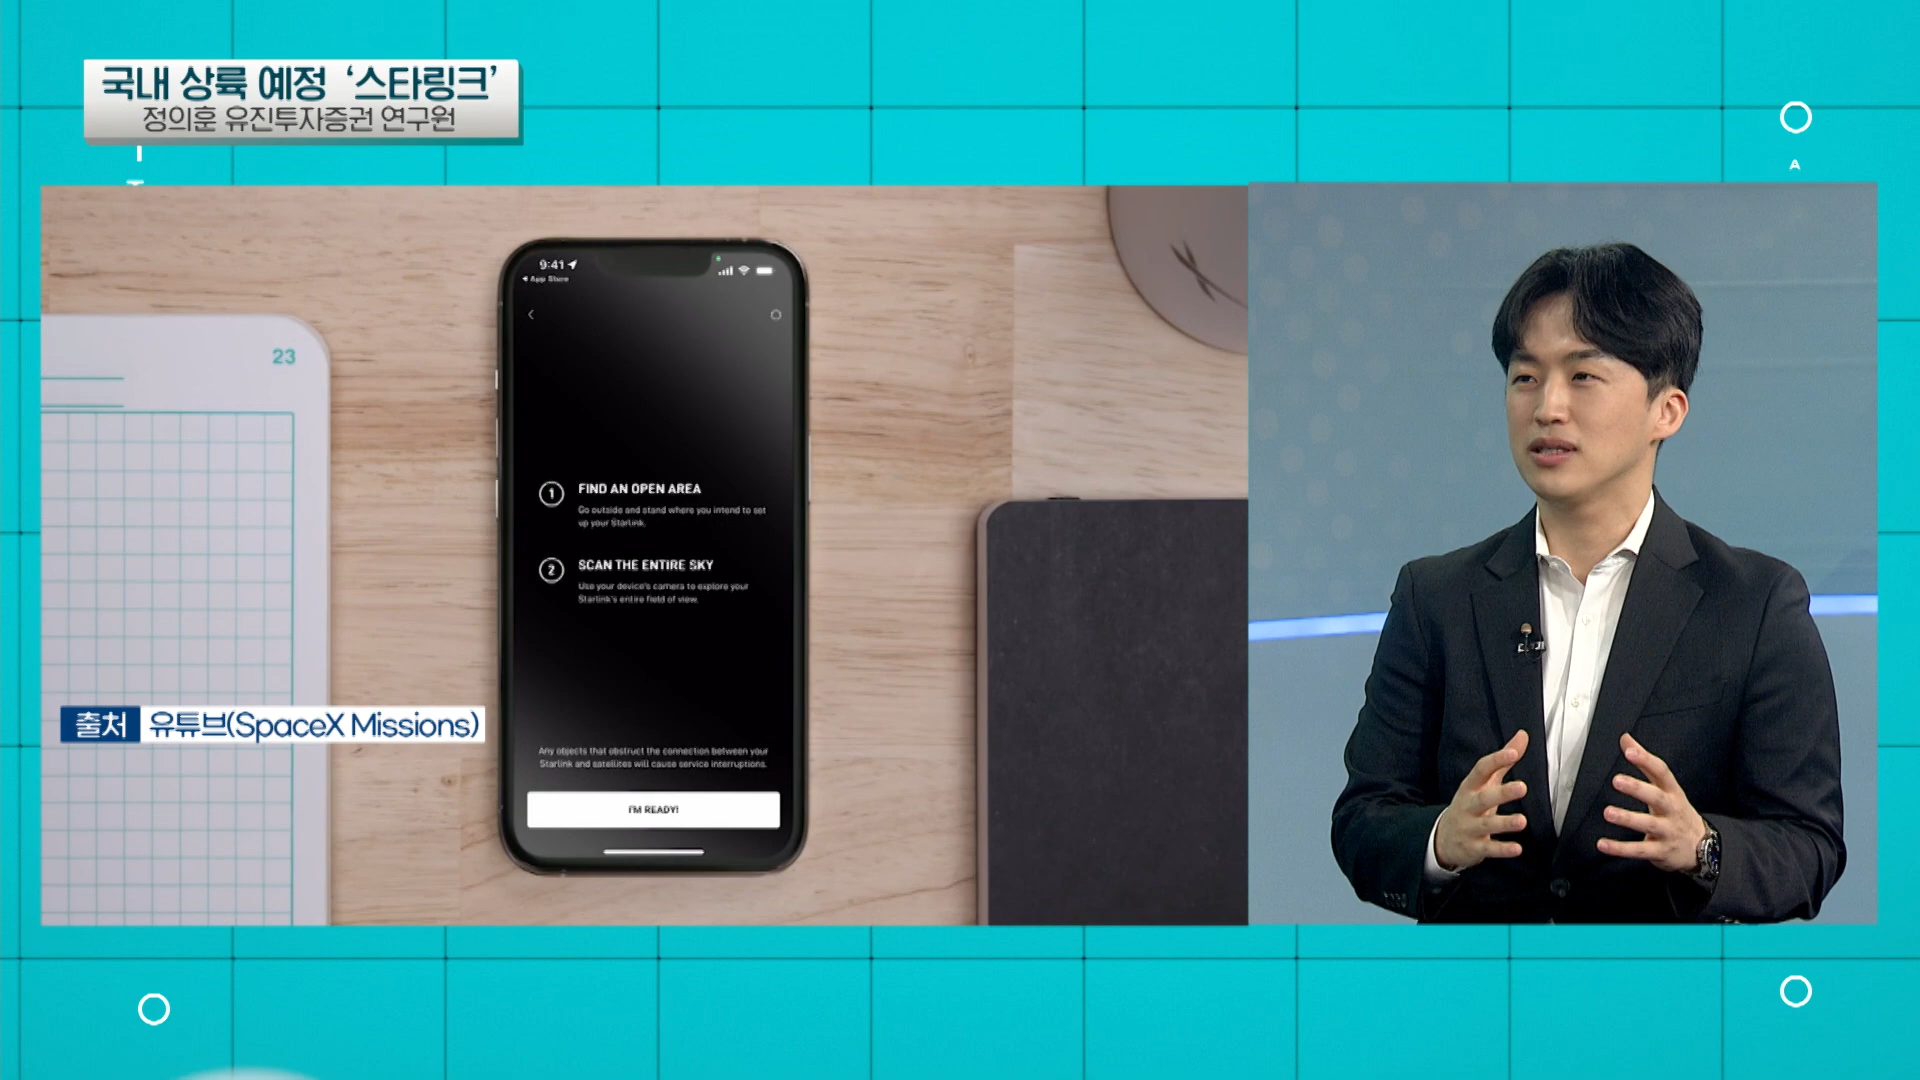 국내 상륙 예정 ‘스타링크’
정의훈 유진투자증권 연구원
A
23
9:41
App Store
1 FIND AN OPEN AREA
Go outside and stand where you intend to set
up your Starlink.
2 SCAN THE ENTIRE SKY
Use your device's camera to explore your
Starlink's entire field of view.
출처 유튜브(SpaceX Missions)
Any objects that obstruct the connection between your
Starlink and satellites will cause service interruptions.
I'M READY!